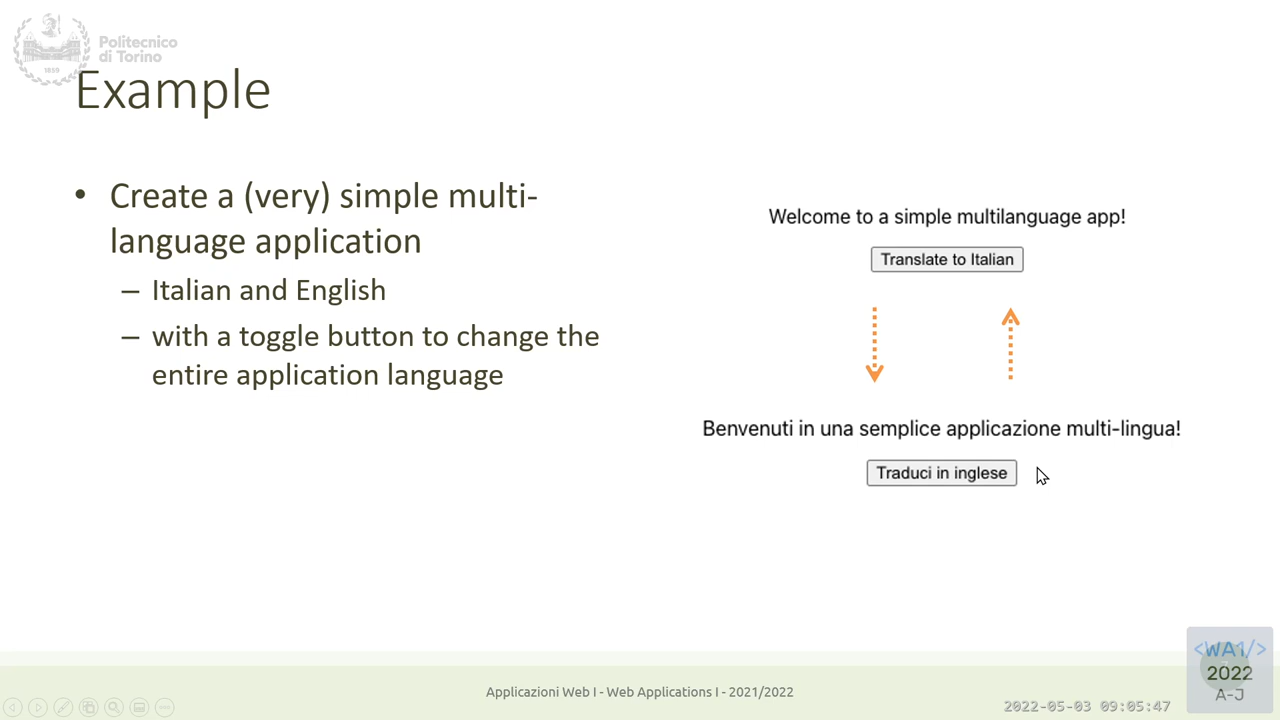 Politecnico
di Torino
1859
Example
• Create a (very) simple multi-
language application
– Italian and English
– with a toggle button to change the
entire application language
Welcome to a simple multilanguage app!
Translate to Italian
Benvenuti in una semplice applicazione multi-lingua!
Traduci in inglese
Applicazioni Web I - Web Applications I - 2021/2022
2022-05-03 09:05:47
<WA1/>
2022
A-J